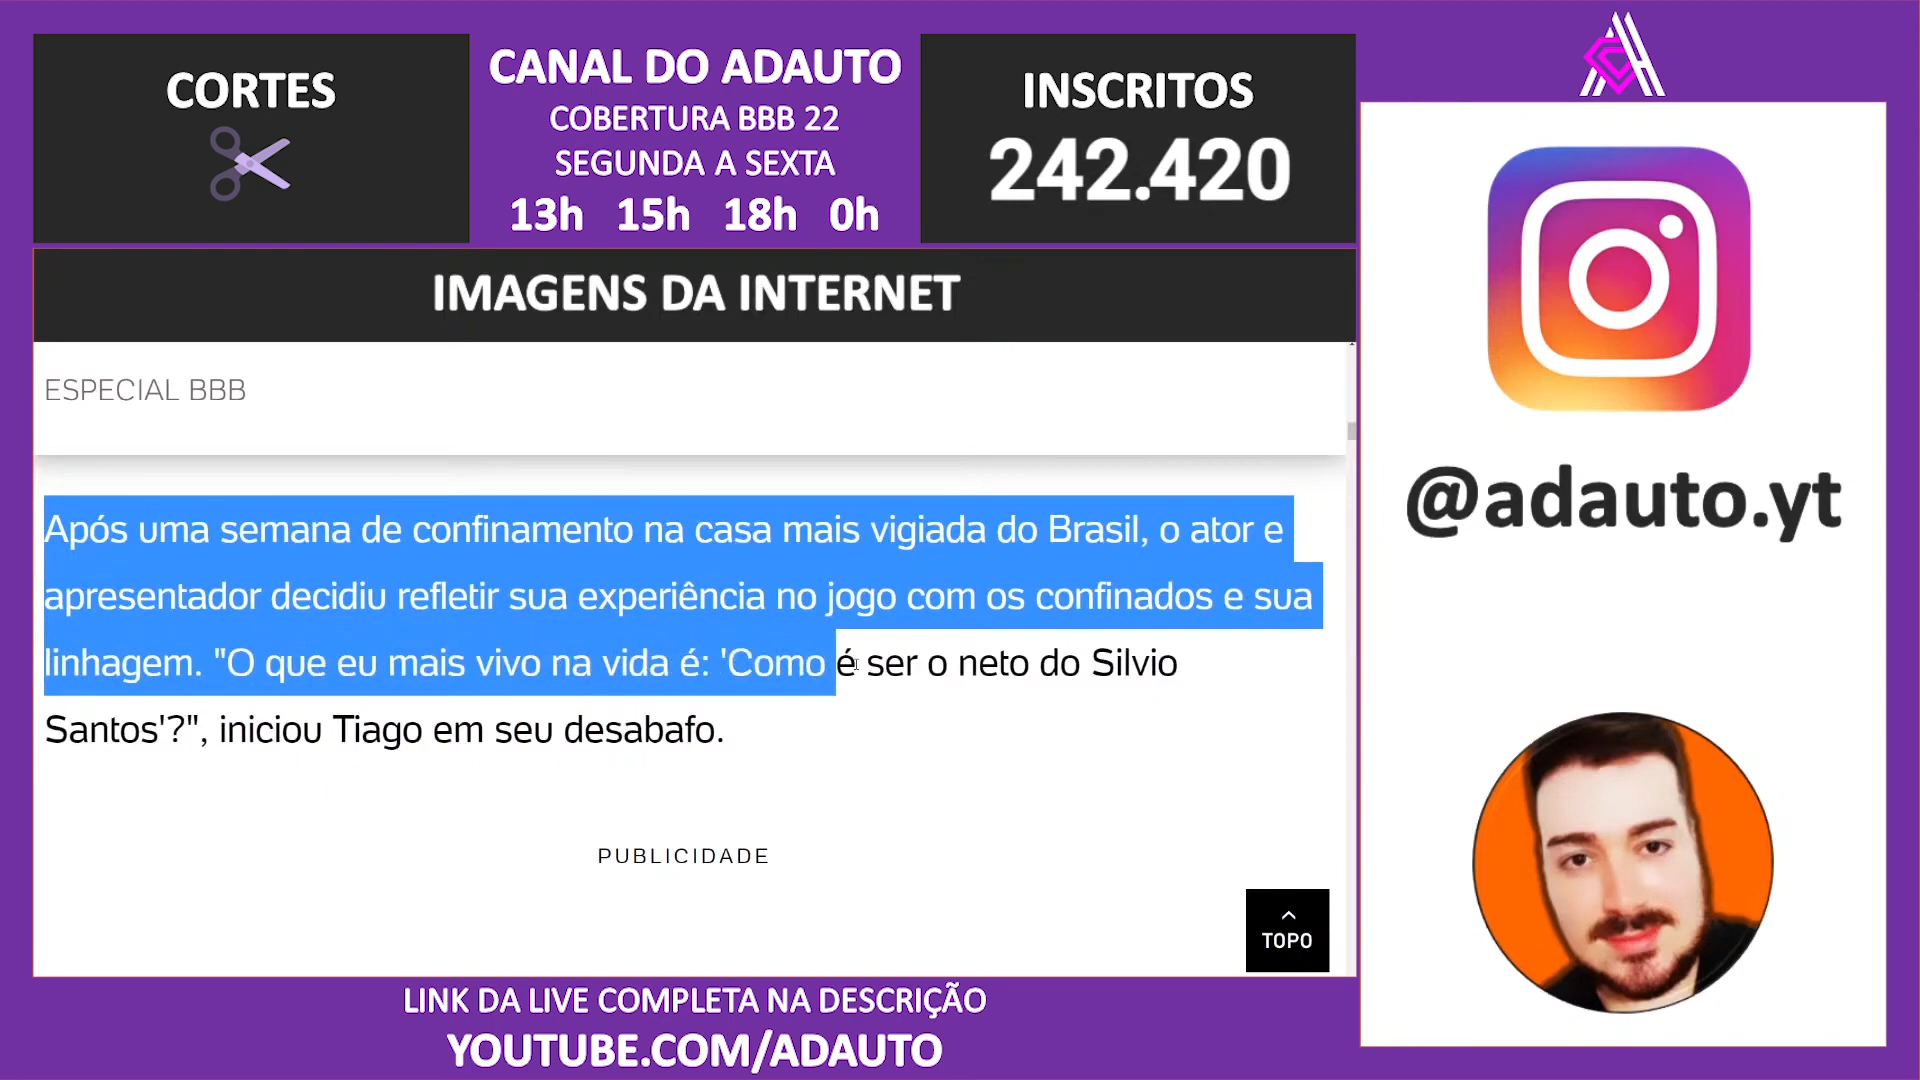 CORTES
CANAL DO ADAUTO
COBERTURA BBB 22
SEGUNDA A SEXTA
13h 15h 18h 0h
INSCRITOS
242.420
IMAGENS DA INTERNET
ESPECIAL BBB
Após uma semana de confinamento na casa mais vigiada do Brasil, o ator e
apresentador decidiu refletir sua experiência no jogo com os confinados e sua
linhagem. "O que eu mais vivo na vida é: 'Como é ser o neto do Silvio
Santos'?", iniciou Tiago em seu desabafo.
PUBLICIDADE
TOPO
LINK DA LIVE COMPLETA NA DESCRIÇÃO
YOUTUBE.COM/ADAUTO
@adauto.yt